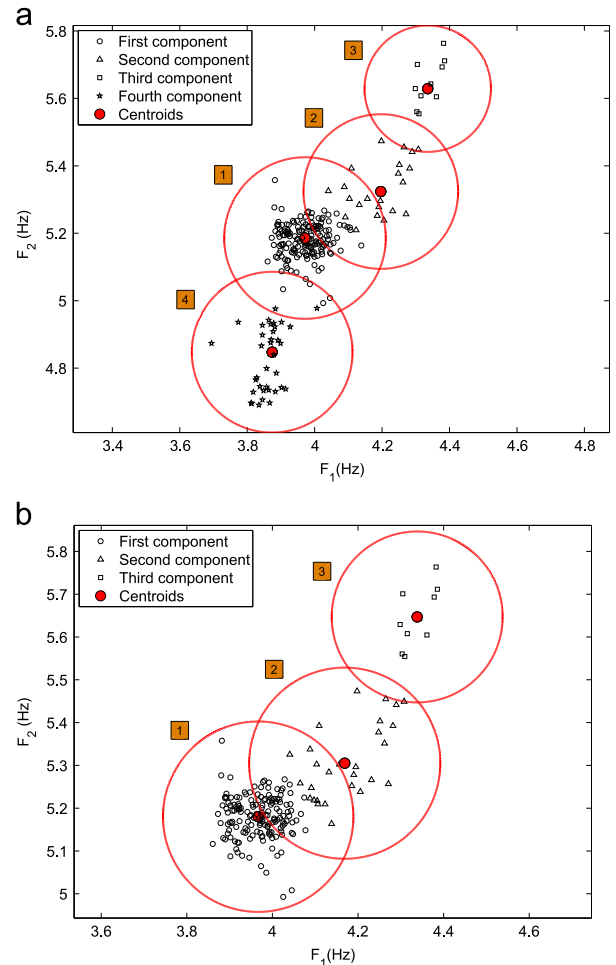 a
5.8
5.6
5.4
5.2
5
4.8
F2 (Hz)
3.4 3.6 3.8 4 4.2 4.4 4.6 4.8
F1(Hz)
First component
Second component
Third component
Fourth component
Centroids
3
2
1
4
b
5.8
5.7
5.6
5.5
5.4
5.3
5.2
5.1
5
F2 (Hz)
3.6 3.8 4 4.2 4.4 4.6
F1(Hz)
First component
Second component
Third component
Centroids
3
2
1